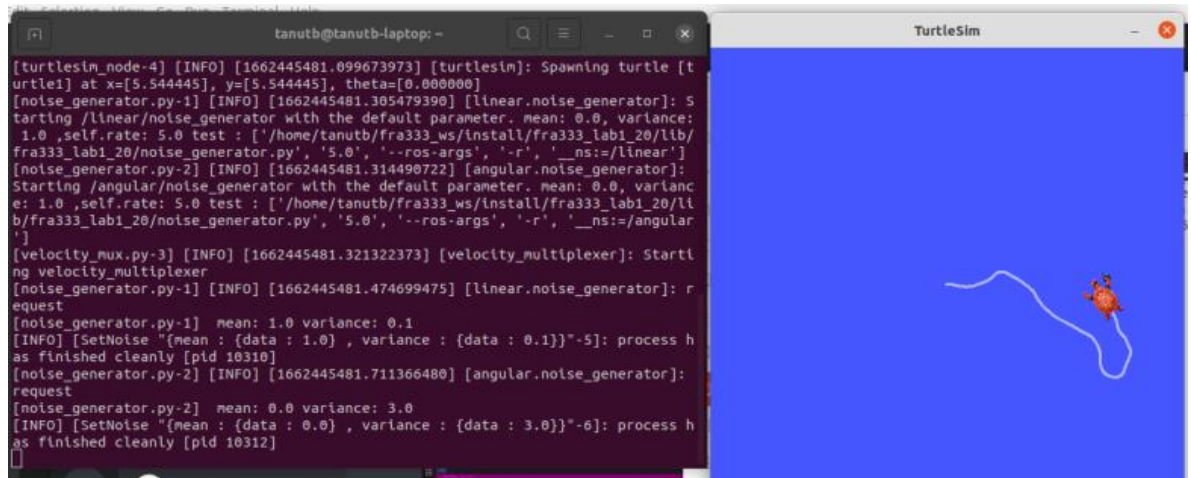 tanutb@tanutb-laptop: ~
TurtleSim
[turtlesim_node-4] [INFO] [1662445481.099673973] [turtlesim]: Spawning turtle [t
urtle1] at x=[5.544445], y=[5.544445], theta=[0.000000]
[noise_generator.py-1] [INFO] [1662445481.305479390] [linear.noise_generator]: S
tarting /linear/noise_generator with the default parameter. mean: 0.0, variance:
 1.0 ,self.rate: 5.0 test : ['/home/tanutb/fra333_ws/install/fra333_lab1_20/lib/
fra333_lab1_20/noise_generator.py', '5.0', '--ros-args', '-r', '__ns:=/linear']
[noise_generator.py-2] [INFO] [1662445481.314490722] [angular.noise_generator]:
Starting /angular/noise_generator with the default parameter. mean: 0.0, varianc
e: 1.0 ,self.rate: 5.0 test : ['/home/tanutb/fra333_ws/install/fra333_lab1_20/li
b/fra333_lab1_20/noise_generator.py', '5.0', '--ros-args', '-r', '__ns:=/angular
']
[velocity_mux.py-3] [INFO] [1662445481.321322373] [velocity_multiplexer]: Starti
ng velocity_multiplexer
[noise_generator.py-1] [INFO] [1662445481.474699475] [linear.noise_generator]: r
equest
[noise_generator.py-1]  mean: 1.0 variance: 0.1
[INFO] [SetNoise "{mean : {data : 1.0} , variance : {data : 0.1}}"-5]: process h
as finished cleanly [pid 10310]
[noise_generator.py-2] [INFO] [1662445481.711366480] [angular.noise_generator]:
request
[noise_generator.py-2]  mean: 0.0 variance: 3.0
[INFO] [SetNoise "{mean : {data : 0.0} , variance : {data : 3.0}}"-6]: process h
as finished cleanly [pid 10312]